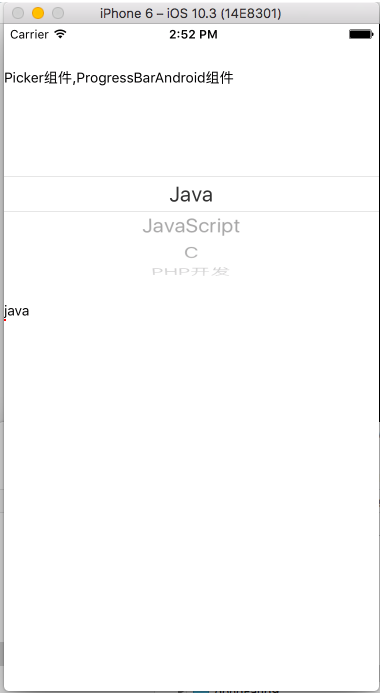 iPhone 6 – iOS 10.3 (14E8301)
Carrier 2:52 PM
Picker组件,ProgressBarAndroid组件
Java
JavaScript
C
PHP开发
java